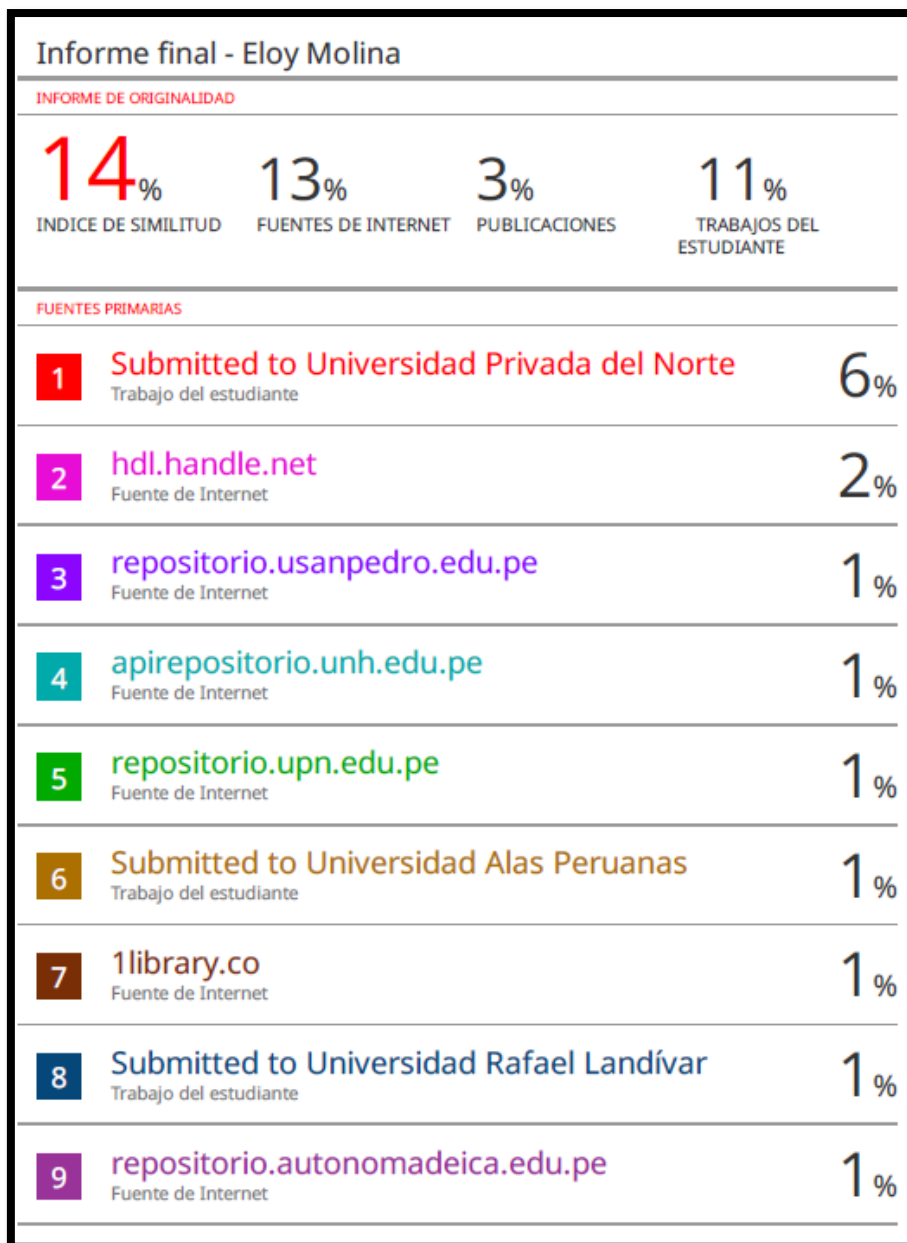 Informe final - Eloy Molina
INFORME DE ORIGINALIDAD
14% 13% 3% 11%
INDICE DE SIMILITUD FUENTES DE INTERNET PUBLICACIONES TRABAJOS DEL
ESTUDIANTE
FUENTES PRIMARIAS
1 Submitted to Universidad Privada del Norte 6%
Trabajo del estudiante
2 hdl.handle.net 2%
Fuente de Internet
3 repositorio.usanpedro.edu.pe 1%
Fuente de Internet
4 apirepositorio.unh.edu.pe 1%
Fuente de Internet
5 repositorio.upn.edu.pe 1%
Fuente de Internet
6 Submitted to Universidad Alas Peruanas 1%
Trabajo del estudiante
7 1library.co 1%
Fuente de Internet
8 Submitted to Universidad Rafael Landívar 1%
Trabajo del estudiante
9 repositorio.autonomadeica.edu.pe 1%
Fuente de Internet